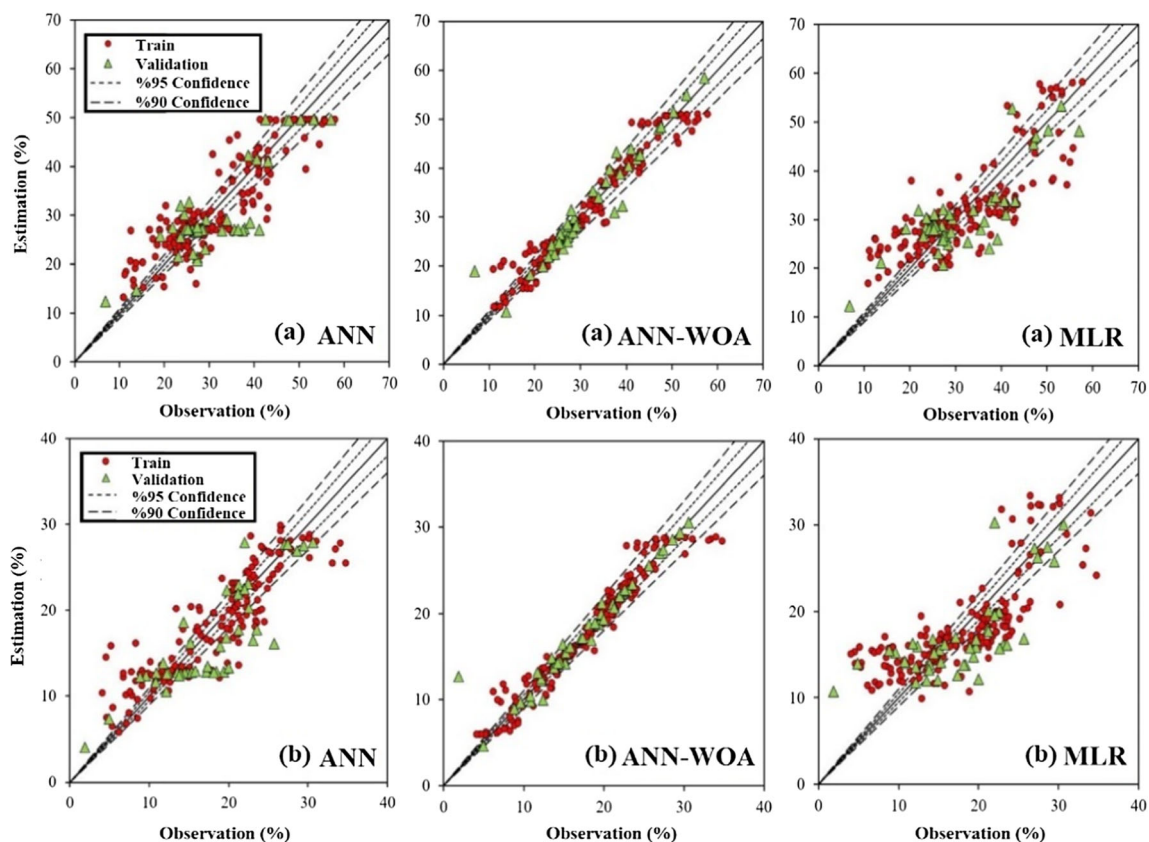 70
60
50
40
30
20
10
0
Estimation (%)
Train
Validation
%95 Confidence
%90 Confidence
(a) ANN
0 10 20 30 40 50 60 70
Observation (%)
70
60
50
40
30
20
10
0
(a) ANN-WOA
0 10 20 30 40 50 60 70
Observation (%)
70
60
50
40
30
20
10
0
(a) MLR
0 10 20 30 40 50 60 70
Observation (%)
40
30
20
10
0
Estimation (%)
Train
Validation
%95 Confidence
%90 Confidence
(b) ANN
0 10 20 30 40
Observation (%)
40
30
20
10
0
(b) ANN-WOA
0 10 20 30 40
Observation (%)
40
30
20
10
0
(b) MLR
0 10 20 30 40
Observation (%)